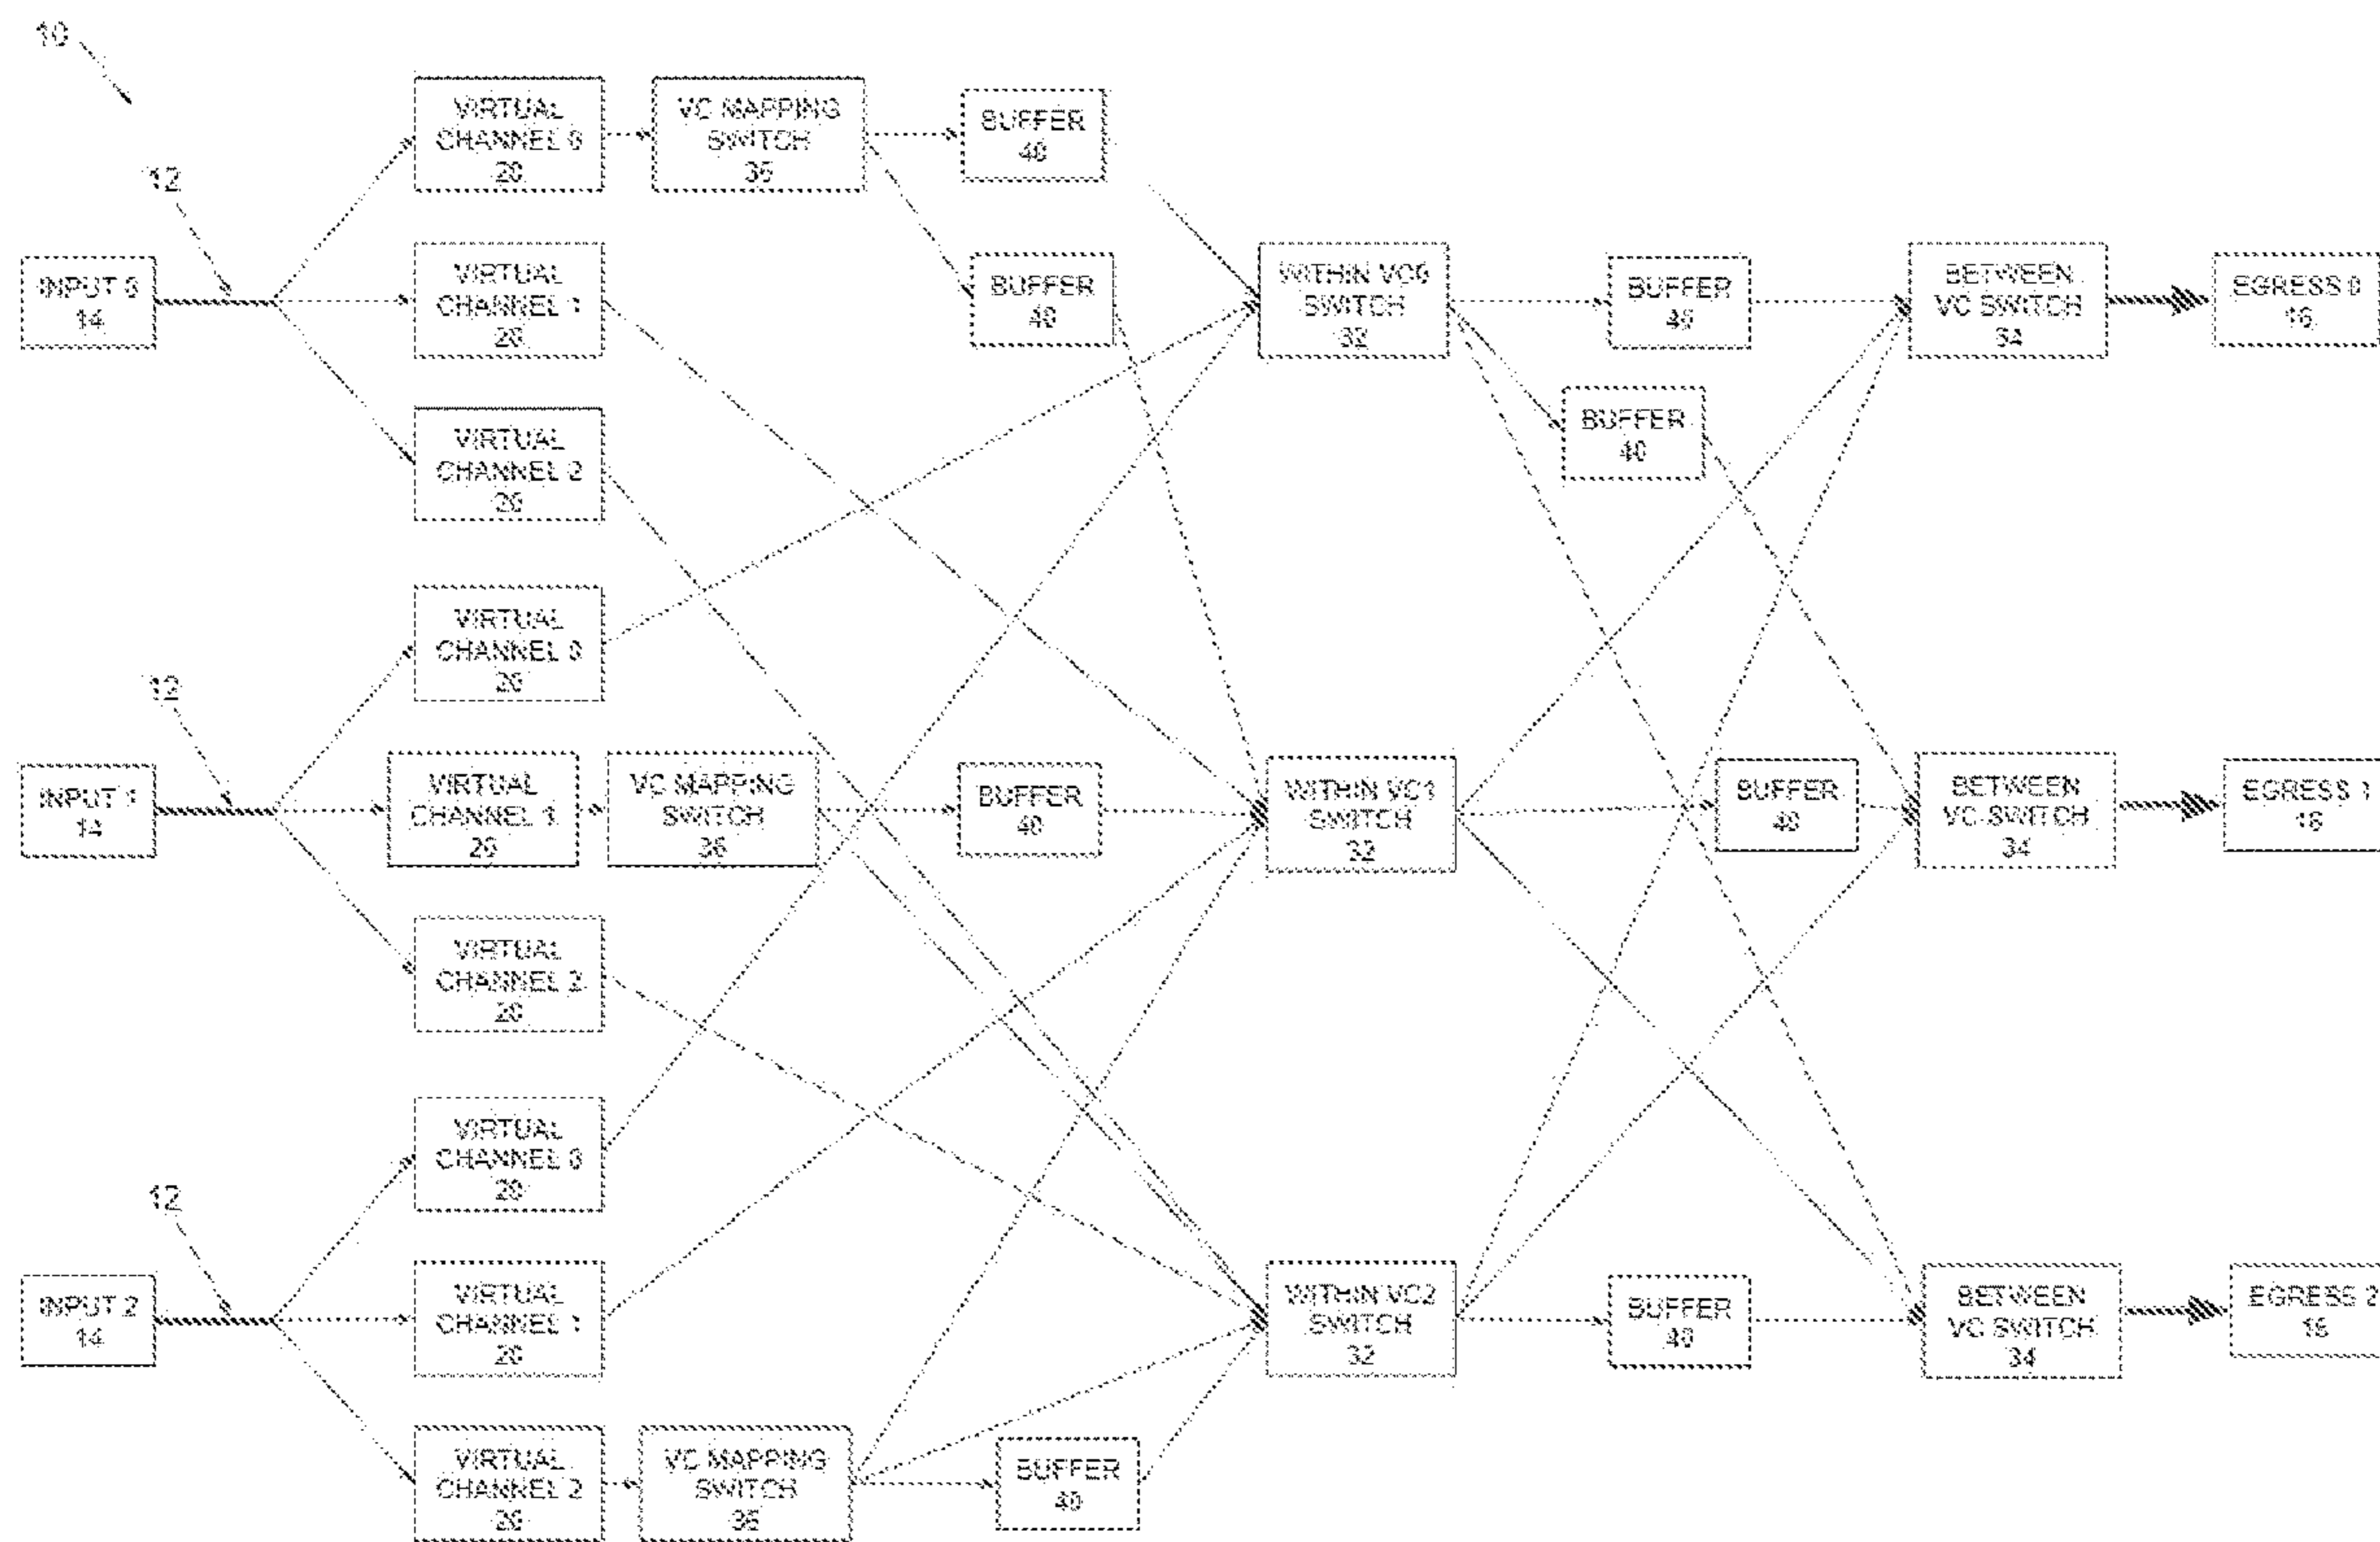 10
12
INPUT 0
14
VIRTUAL
CHANNEL 0
20
VC MAPPING
SWITCH
36
BUFFER
40
VIRTUAL
CHANNEL 1
20
BUFFER
40
WITHIN VC0
SWITCH
32
BUFFER
40
BETWEEN
VC SWITCH
34
EGRESS 0
16
VIRTUAL
CHANNEL 2
20
BUFFER
40
12
INPUT 1
14
VIRTUAL
CHANNEL 0
20
VIRTUAL
CHANNEL 1
20
VC MAPPING
SWITCH
36
BUFFER
40
WITHIN VC1
SWITCH
32
BUFFER
40
BETWEEN
VC SWITCH
34
EGRESS 1
16
VIRTUAL
CHANNEL 2
20
12
INPUT 2
14
VIRTUAL
CHANNEL 0
20
VIRTUAL
CHANNEL 1
20
WITHIN VC2
SWITCH
32
BUFFER
40
BETWEEN
VC SWITCH
34
EGRESS 2
16
VIRTUAL
CHANNEL 2
20
VC MAPPING
SWITCH
36
BUFFER
40